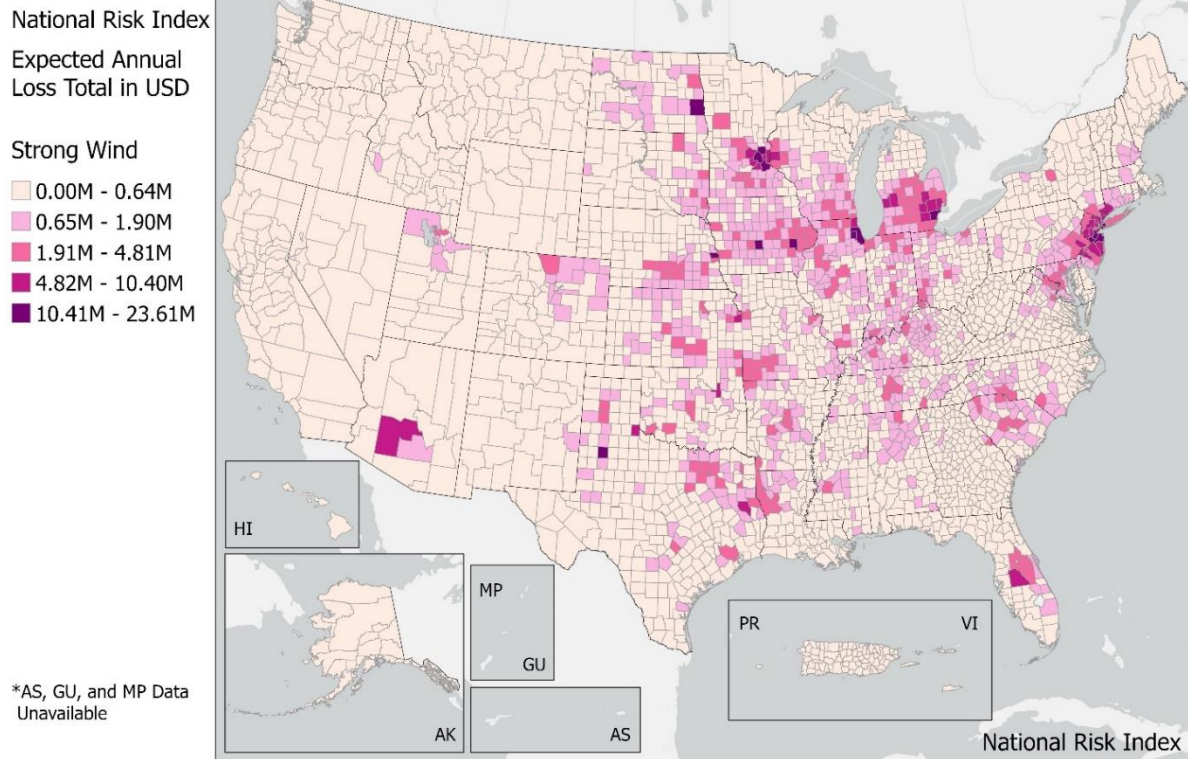 National Risk Index
Expected Annual
Loss Total in USD
Strong Wind
0.00M - 0.64M
0.65M - 1.90M
1.91M - 4.81M
4.82M - 10.40M
10.41M - 23.61M
*AS, GU, and MP Data
Unavailable
HI
AK
MP
GU
AS
PR
VI
National Risk Index